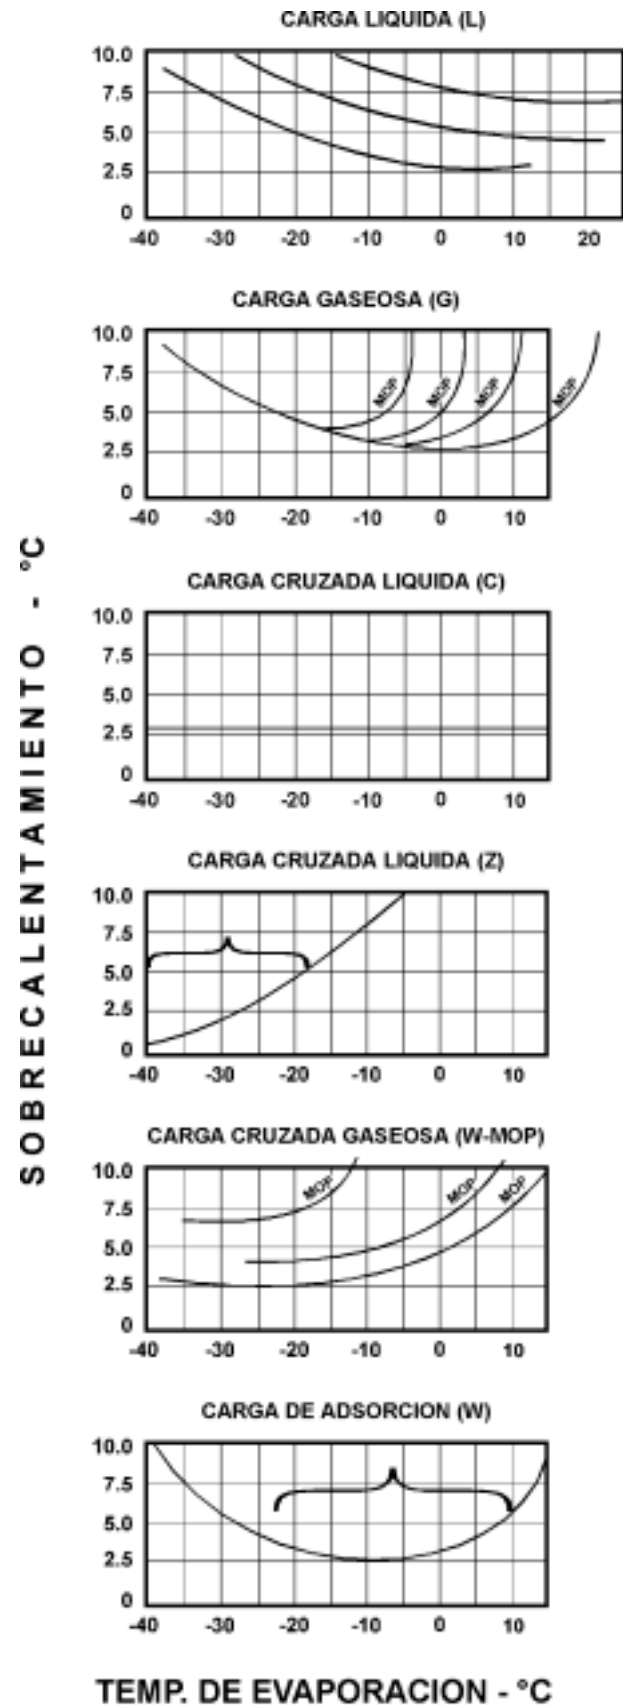 CARGA LIQUIDA (L)
10.0
7.5
5.0
2.5
0
-40 -30 -20 -10 0 10 20
CARGA GASEOSA (G)
10.0
7.5
5.0
2.5
0
MOP MOP MOP MOP
-40 -30 -20 -10 0 10
CARGA CRUZADA LIQUIDA (C)
10.0
7.5
5.0
2.5
0
-40 -30 -20 -10 0 10
CARGA CRUZADA LIQUIDA (Z)
10.0
7.5
5.0
2.5
0
-40 -30 -20 -10 0 10
CARGA CRUZADA GASEOSA (W-MOP)
10.0
7.5
5.0
2.5
0
MOP MOP MOP
-40 -30 -20 -10 0 10
CARGA DE ADSORCION (W)
10.0
7.5
5.0
2.5
0
-40 -30 -20 -10 0 10
SOBRECALENTAMIENTO - °C
TEMP. DE EVAPORACION - °C